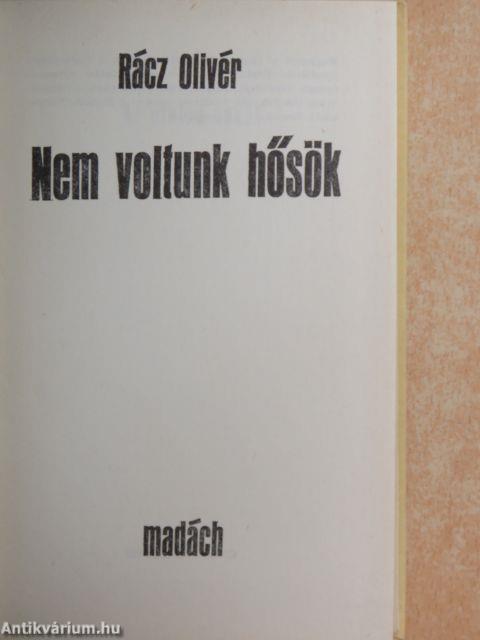 Rácz Olivér
Nem voltunk hősök
madách
Antikvárium.hu